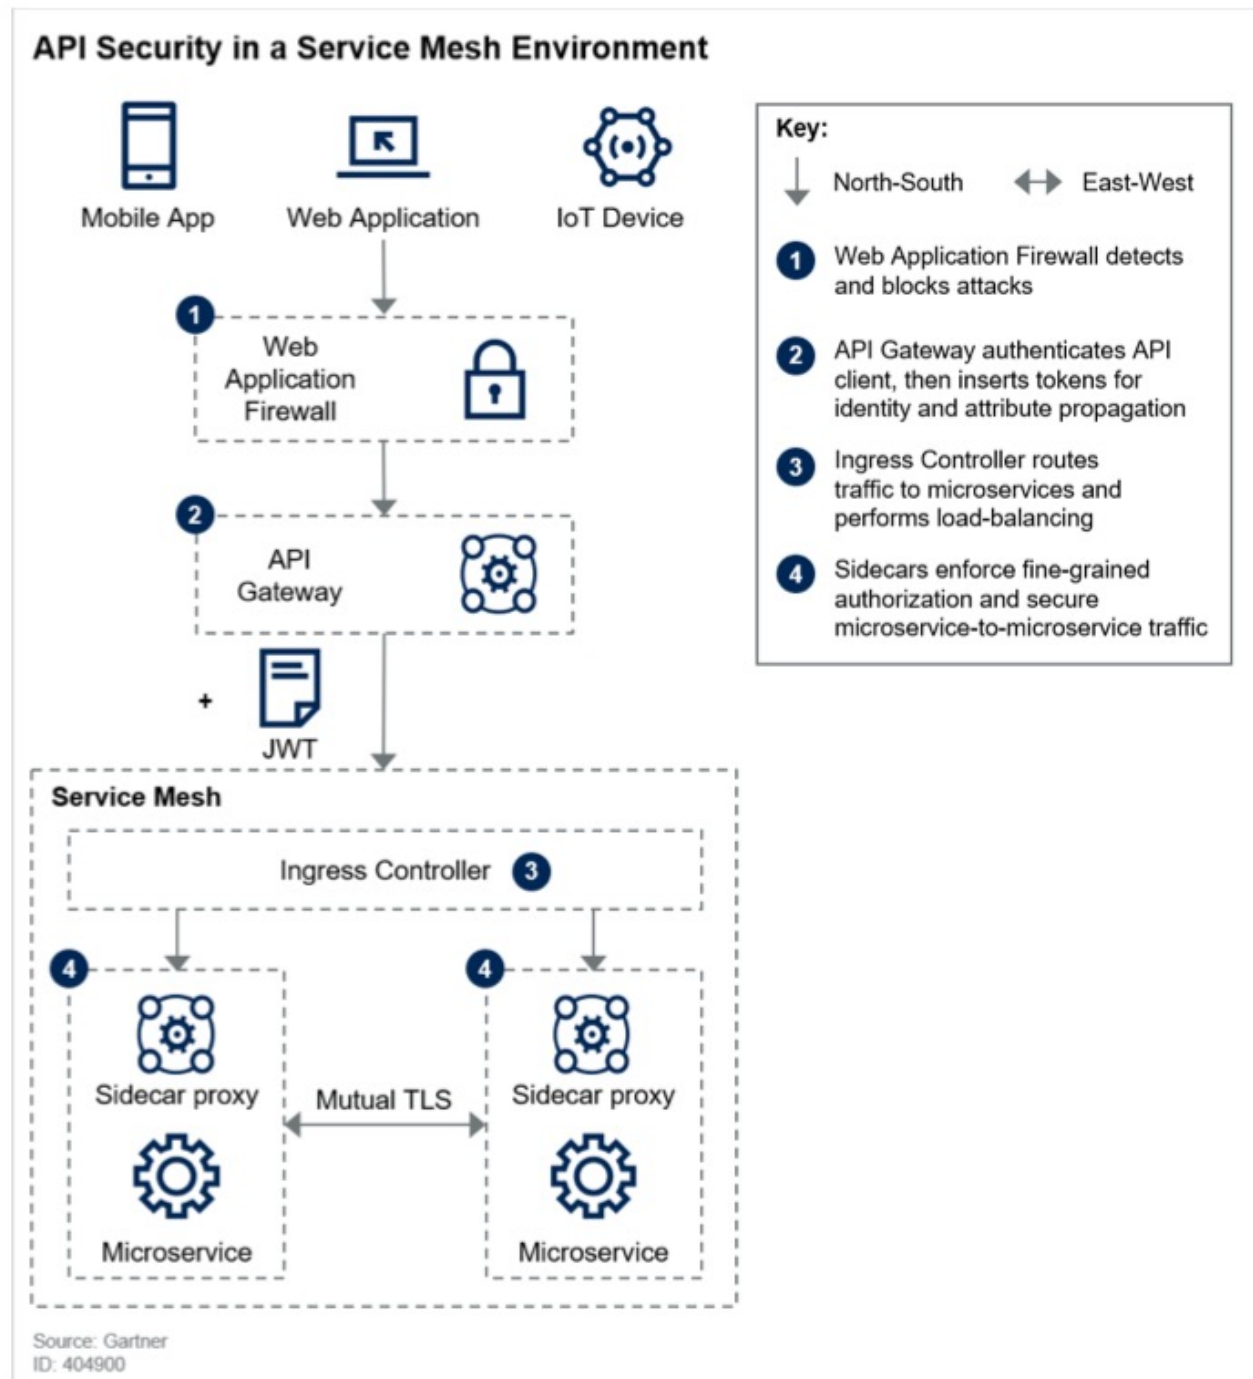 API Security in a Service Mesh Environment
Mobile App
Web Application
IoT Device
Key:
North-South
East-West
1
Web Application Firewall detects
and blocks attacks
2
API Gateway authenticates API
client, then inserts tokens for
identity and attribute propagation
3
Ingress Controller routes
traffic to microservices and
performs load-balancing
4
Sidecars enforce fine-grained
authorization and secure
microservice-to-microservice traffic
1
Web
Application
Firewall
2
API
Gateway
+
JWT
Service Mesh
Ingress Controller 3
4
Sidecar proxy
Microservice
Mutual TLS
4
Sidecar proxy
Microservice
Source: Gartner
ID: 404900